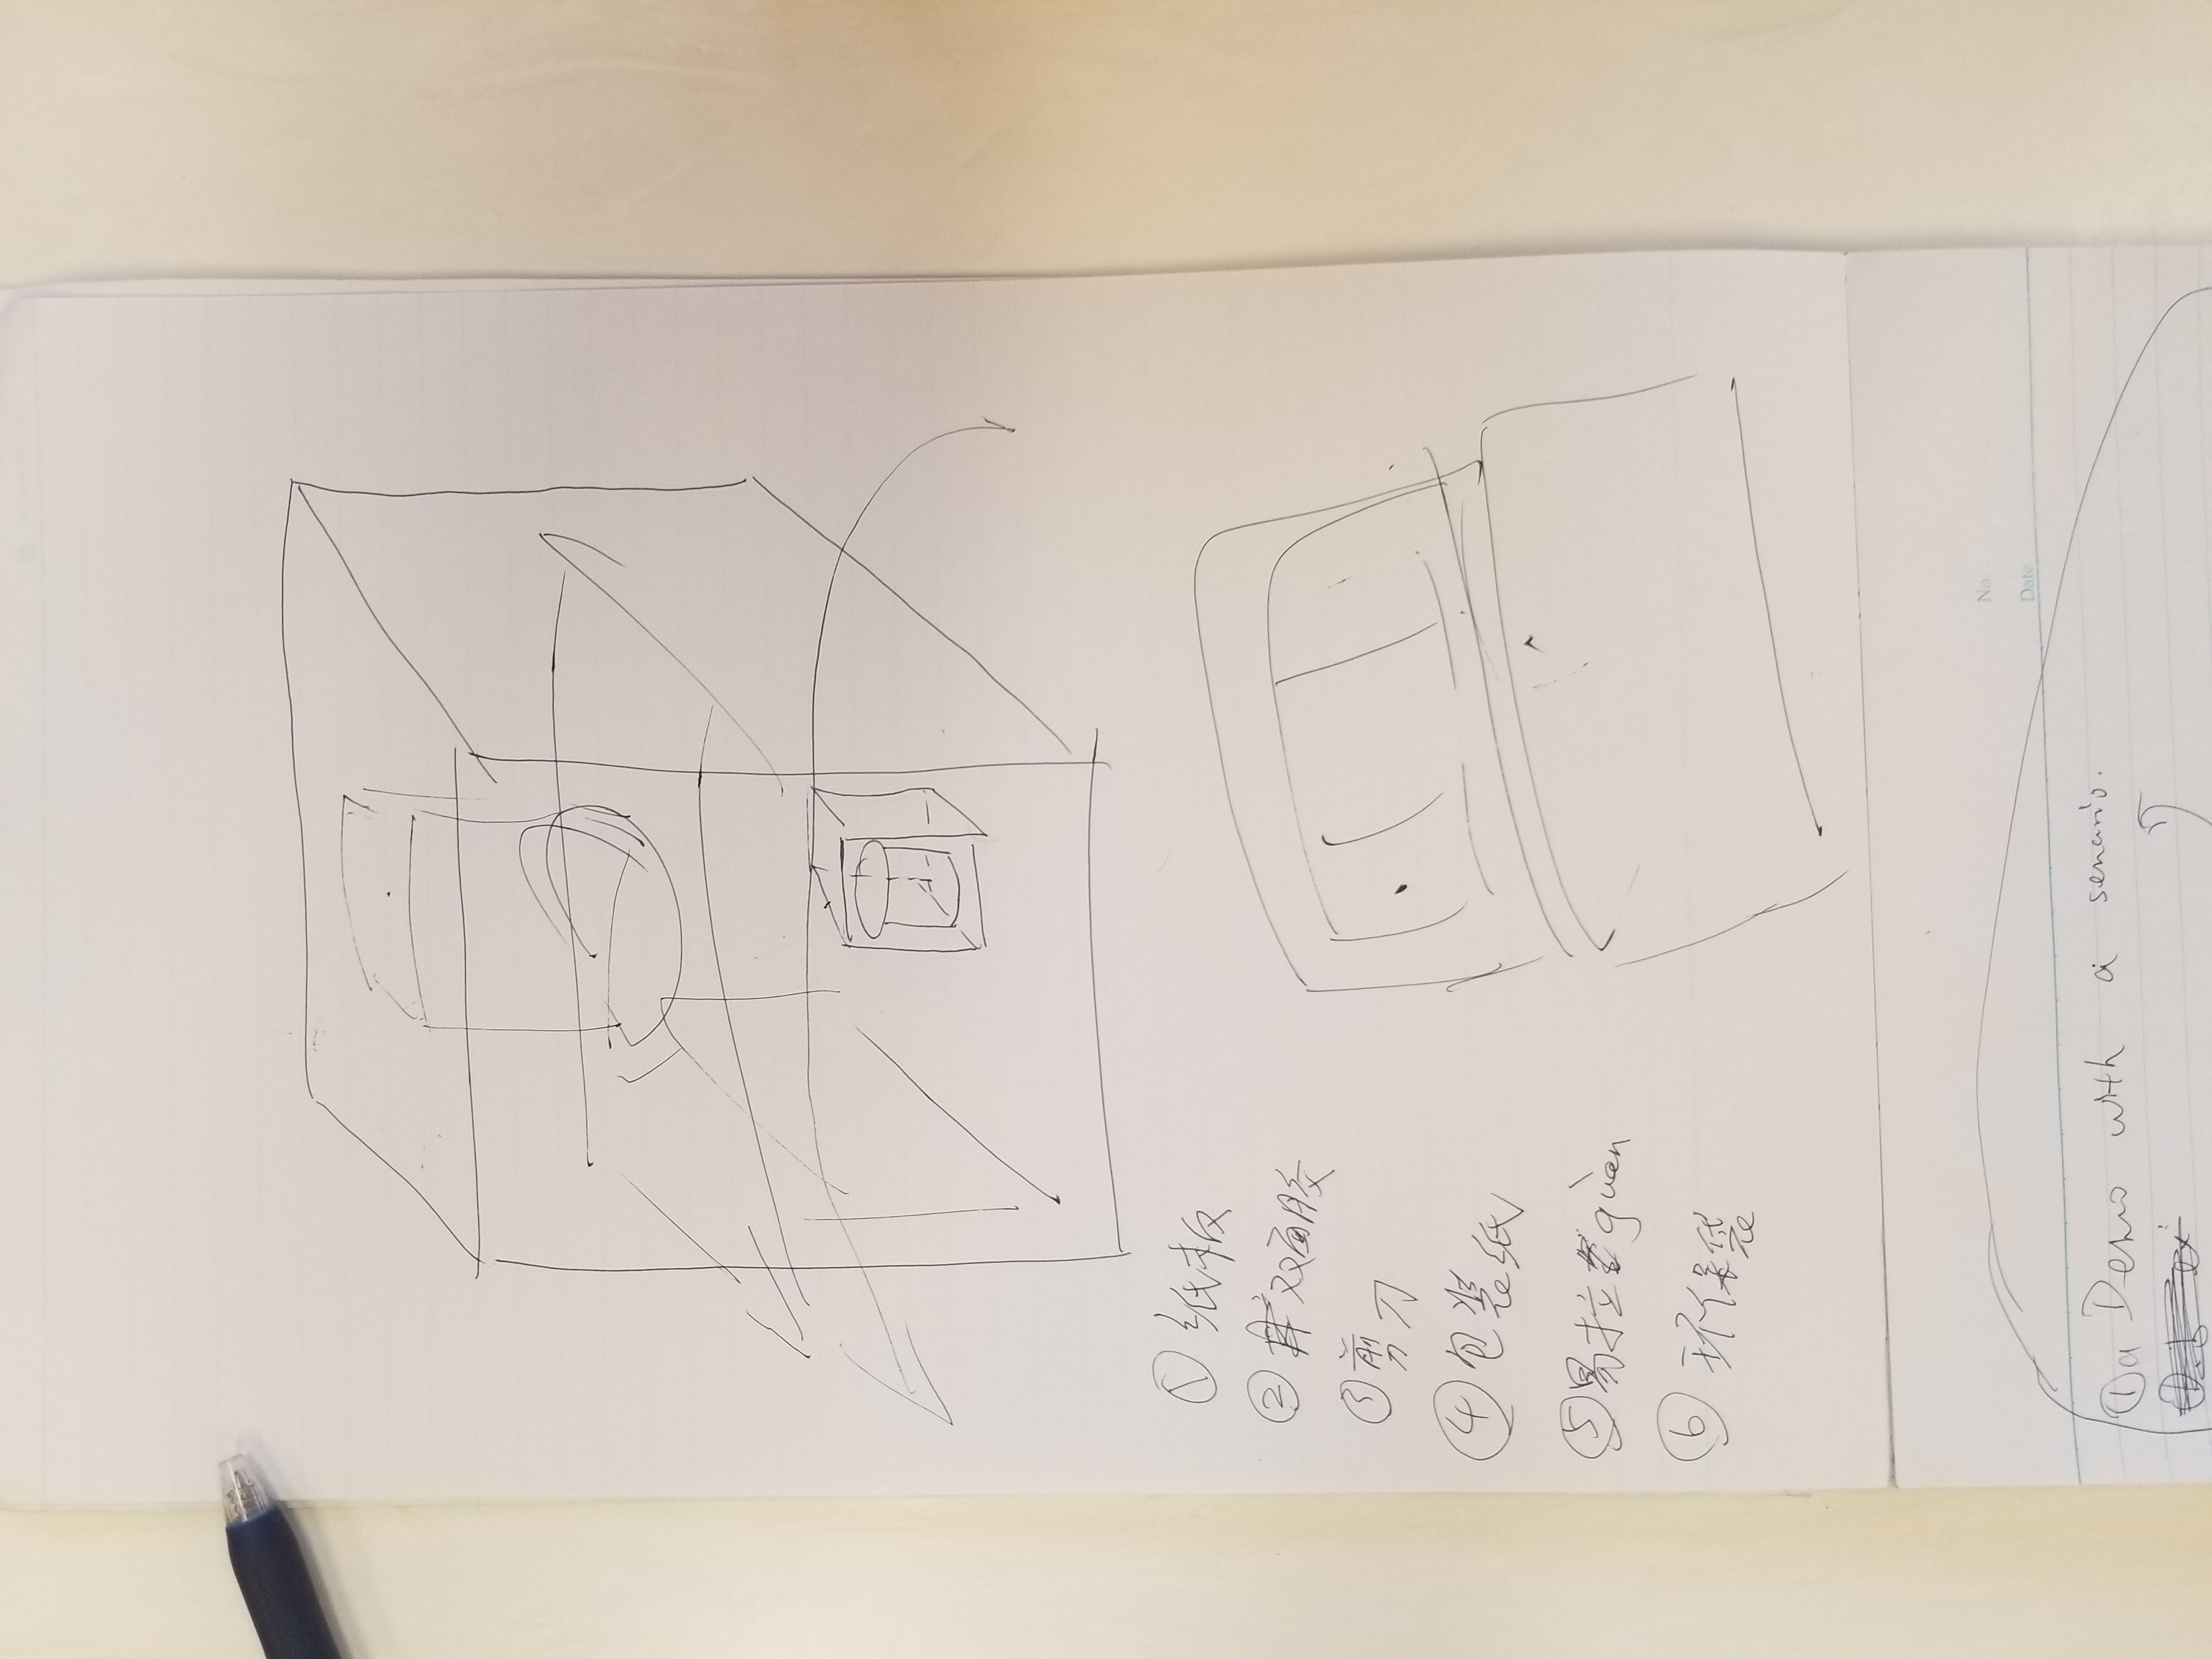 ① 纸板
② 双面胶
③ 剪刀
④ 包装纸
⑤ 易拉guàn
⑥ 环保袋
No.
Date
① a Demo with a senario.